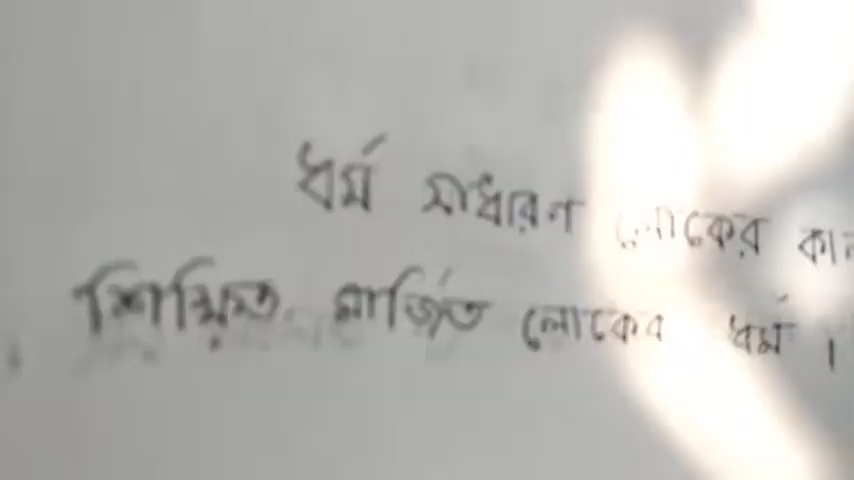 ধর্ম সাধারণ লোকের
শিক্ষিত মার্জিত লোকের ধর্ম ।